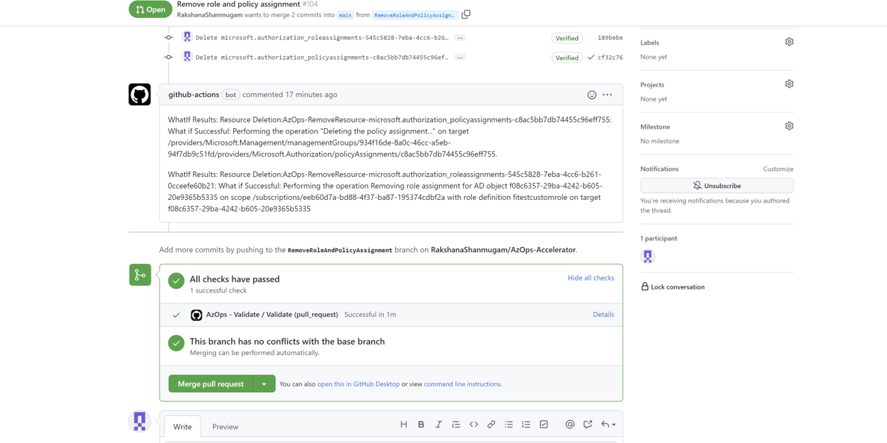 Open
Remove role and policy assignment #104
RakshanaShanmugam wants to merge 2 commits into main from RemoveRoleAndPolicyAssign…
Delete microsoft.authorization_roleassignments-545c5828-7eba-4cc6-b26… … Verified 189bebe
Delete microsoft.authorization_policyassignments-c8ac5bb7db74455c96ef… … Verified cf32c76
github-actions bot commented 17 minutes ago
WhatIf Results: Resource Deletion:AzOps-RemoveResource-microsoft.authorization_policyassignments-c8ac5bb7db74455c96eff755:
What if Successful: Performing the operation "Deleting the policy assignment..." on target
/providers/Microsoft.Management/managementGroups/934f16de-8a0c-46cc-a5eb-
94f7db9c51fd/providers/Microsoft.Authorization/policyAssignments/c8ac5bb7db74455c96eff755.
WhatIf Results: Resource Deletion:AzOps-RemoveResource-microsoft.authorization_roleassignments-545c5828-7eba-4cc6-b261-
0cceefe60b21: What if Successful: Performing the operation Removing role assignment for AD object f08c6357-29ba-4242-b605-
20e9365b5335 on scope /subscriptions/eeb60d7a-bd88-4f37-ba87-195374cdbf2a with role definition fitestcustomrole on target
f08c6357-29ba-4242-b605-20e9365b5335
Add more commits by pushing to the RemoveRoleAndPolicyAssignment branch on RakshanaShanmugam/AzOps-Accelerator.
All checks have passed
Hide all checks
1 successful check
AzOps - Validate / Validate (pull_request) Successful in 1m
Details
This branch has no conflicts with the base branch
Merging can be performed automatically.
Merge pull request
You can also open this in GitHub Desktop or view command line instructions.
Write
Preview
Labels
None yet
Projects
None yet
Milestone
No milestone
Notifications
Customize
Unsubscribe
You're receiving notifications because you authored
the thread.
1 participant
Lock conversation